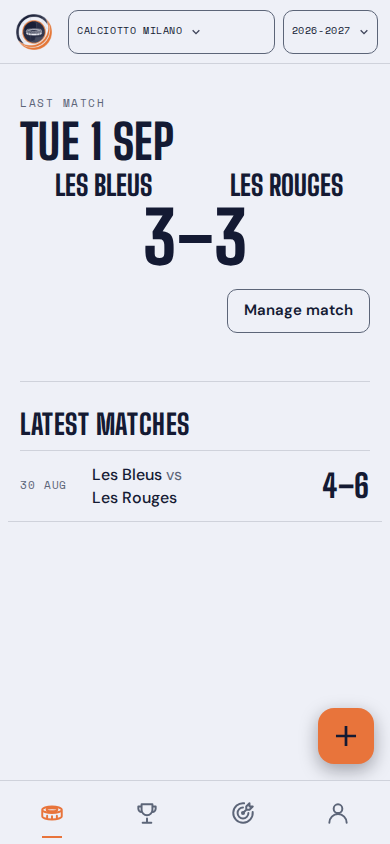 CALCIOTTO MILANO
2026-2027
LAST MATCH
TUE 1 SEP
LES BLEUS LES ROUGES
3–3
Manage match
LATEST MATCHES
30 AUG
Les Bleus vs
Les Rouges
4–6